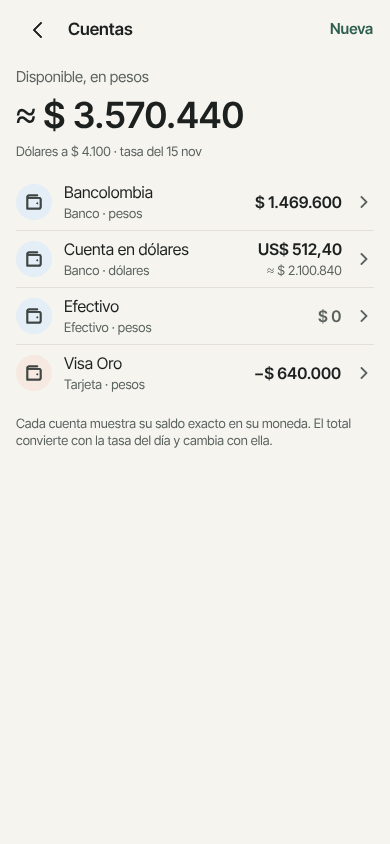 Cuentas
Nueva
Disponible, en pesos
≈ $ 3.570.440
Dólares a $ 4.100 · tasa del 15 nov
Bancolombia
Banco · pesos
$ 1.469.600
Cuenta en dólares
Banco · dólares
US$ 512,40
≈ $ 2.100.840
Efectivo
Efectivo · pesos
$ 0
Visa Oro
Tarjeta · pesos
−$ 640.000
Cada cuenta muestra su saldo exacto en su moneda. El total
convierte con la tasa del día y cambia con ella.